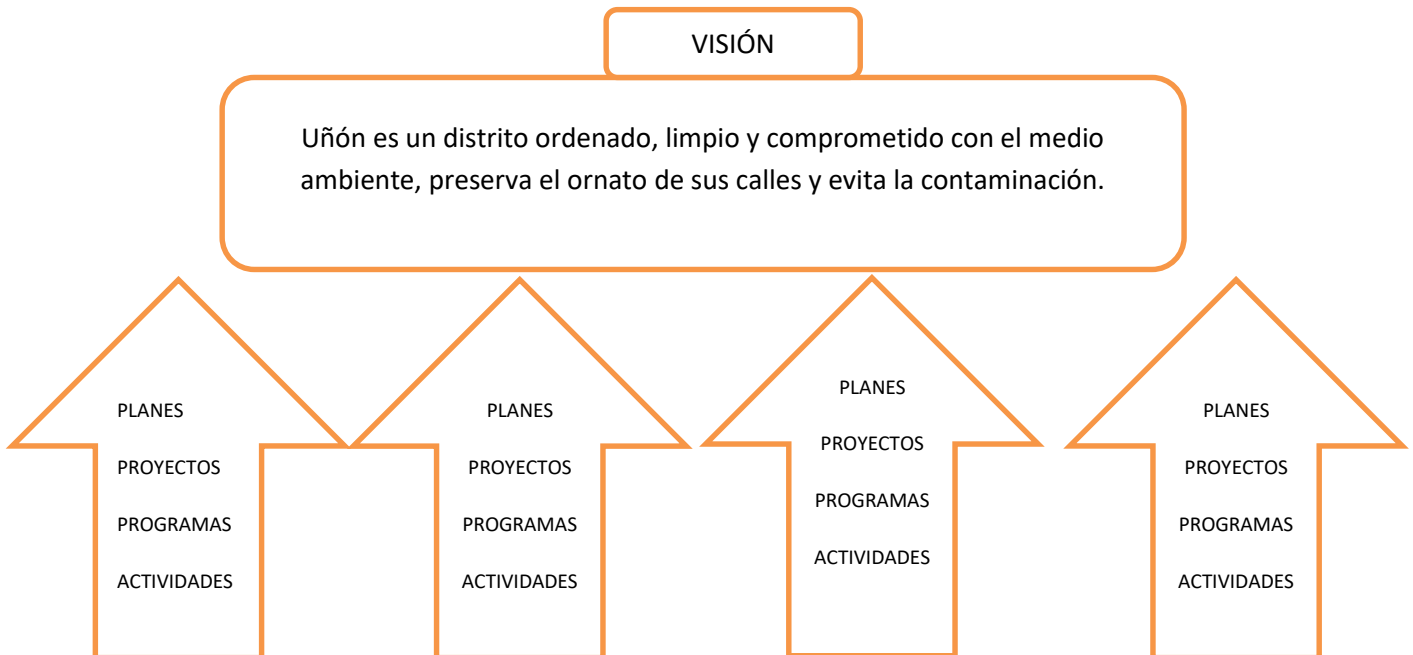 VISIÓN
Uñón es un distrito ordenado, limpio y comprometido con el medio
ambiente, preserva el ornato de sus calles y evita la contaminación.
PLANES
PROYECTOS
PROGRAMAS
ACTIVIDADES
PLANES
PROYECTOS
PROGRAMAS
ACTIVIDADES
PLANES
PROYECTOS
PROGRAMAS
ACTIVIDADES
PLANES
PROYECTOS
PROGRAMAS
ACTIVIDADES